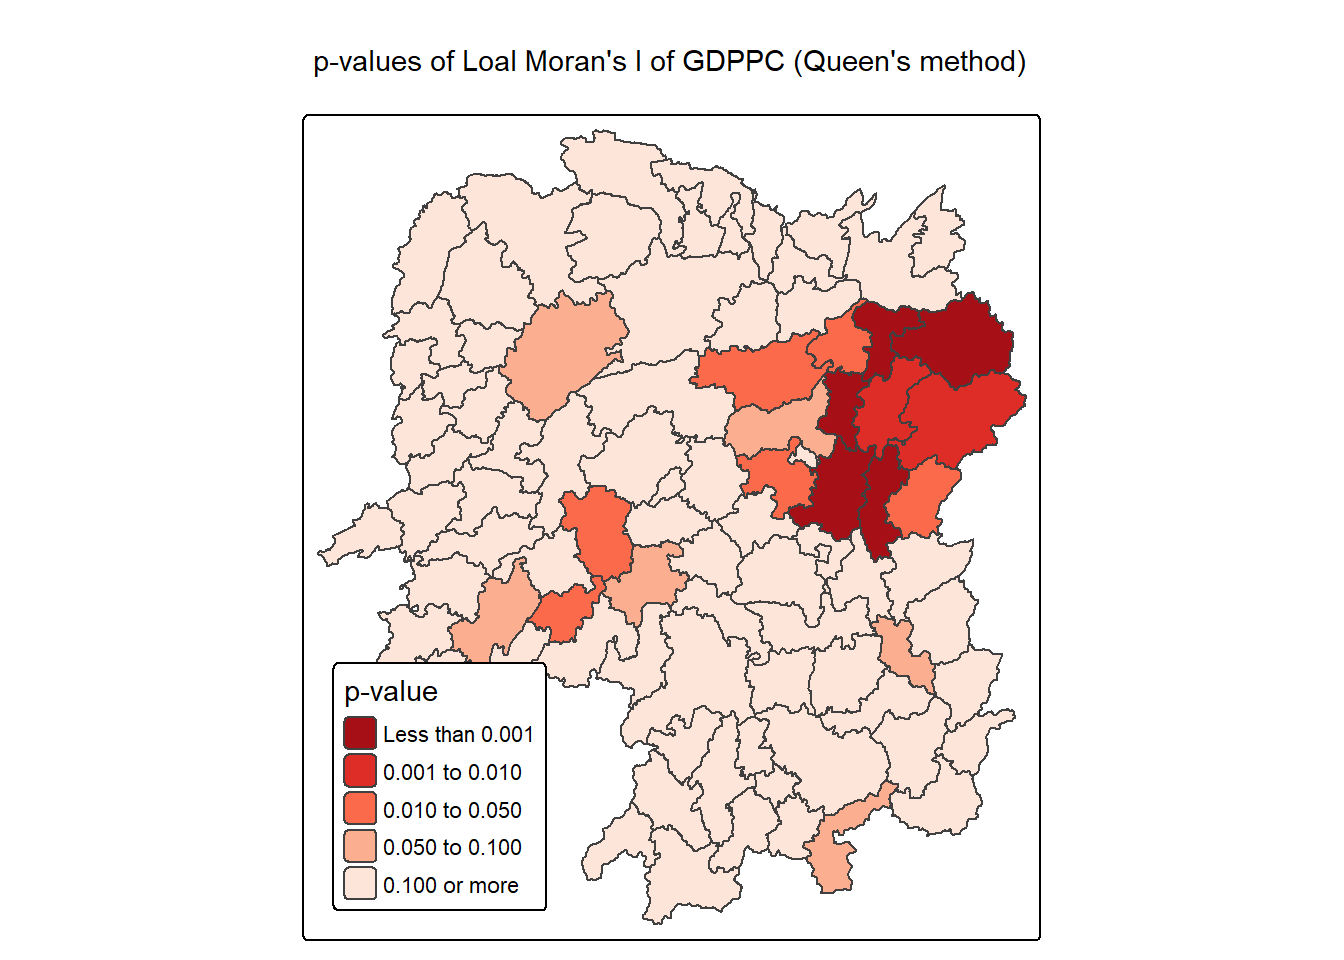 p-values of Loal Moran's I of GDPPC (Queen's method)
p-value
Less than 0.001
0.001 to 0.010
0.010 to 0.050
0.050 to 0.100
0.100 or more